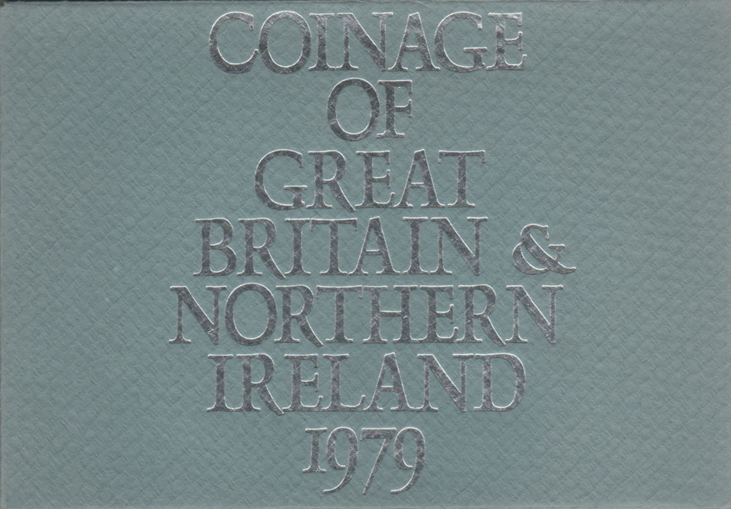 COINAGE
OF
GREAT
BRITAIN &
NORTHERN
IRELAND
1979